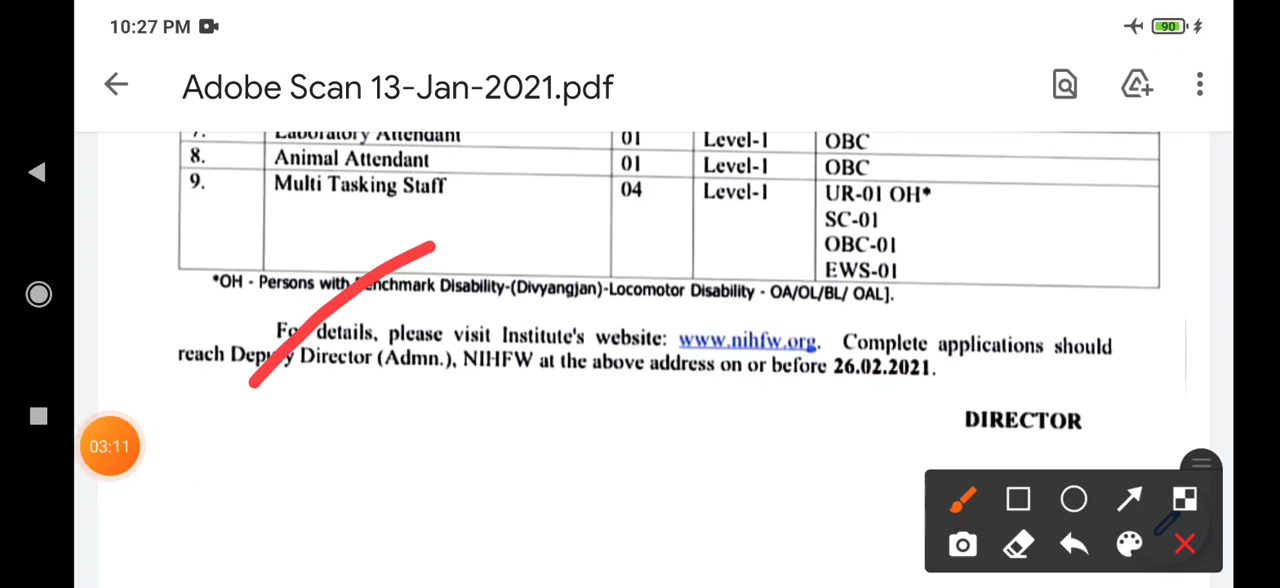 10:27 PM
90
Adobe Scan 13-Jan-2021.pdf
7. Laboratory Attendant 01 Level-1 OBC
8. Animal Attendant 01 Level-1 OBC
9. Multi Tasking Staff 04 Level-1 UR-01 OH*
SC-01
OBC-01
EWS-01
*OH - Persons with Benchmark Disability-(Divyangjan)-Locomotor Disability - OA/OL/BL/ OAL].
For details, please visit Institute's website: www.nihfw.org. Complete applications should
reach Deputy Director (Admn.), NIHFW at the above address on or before 26.02.2021.
DIRECTOR
03:11